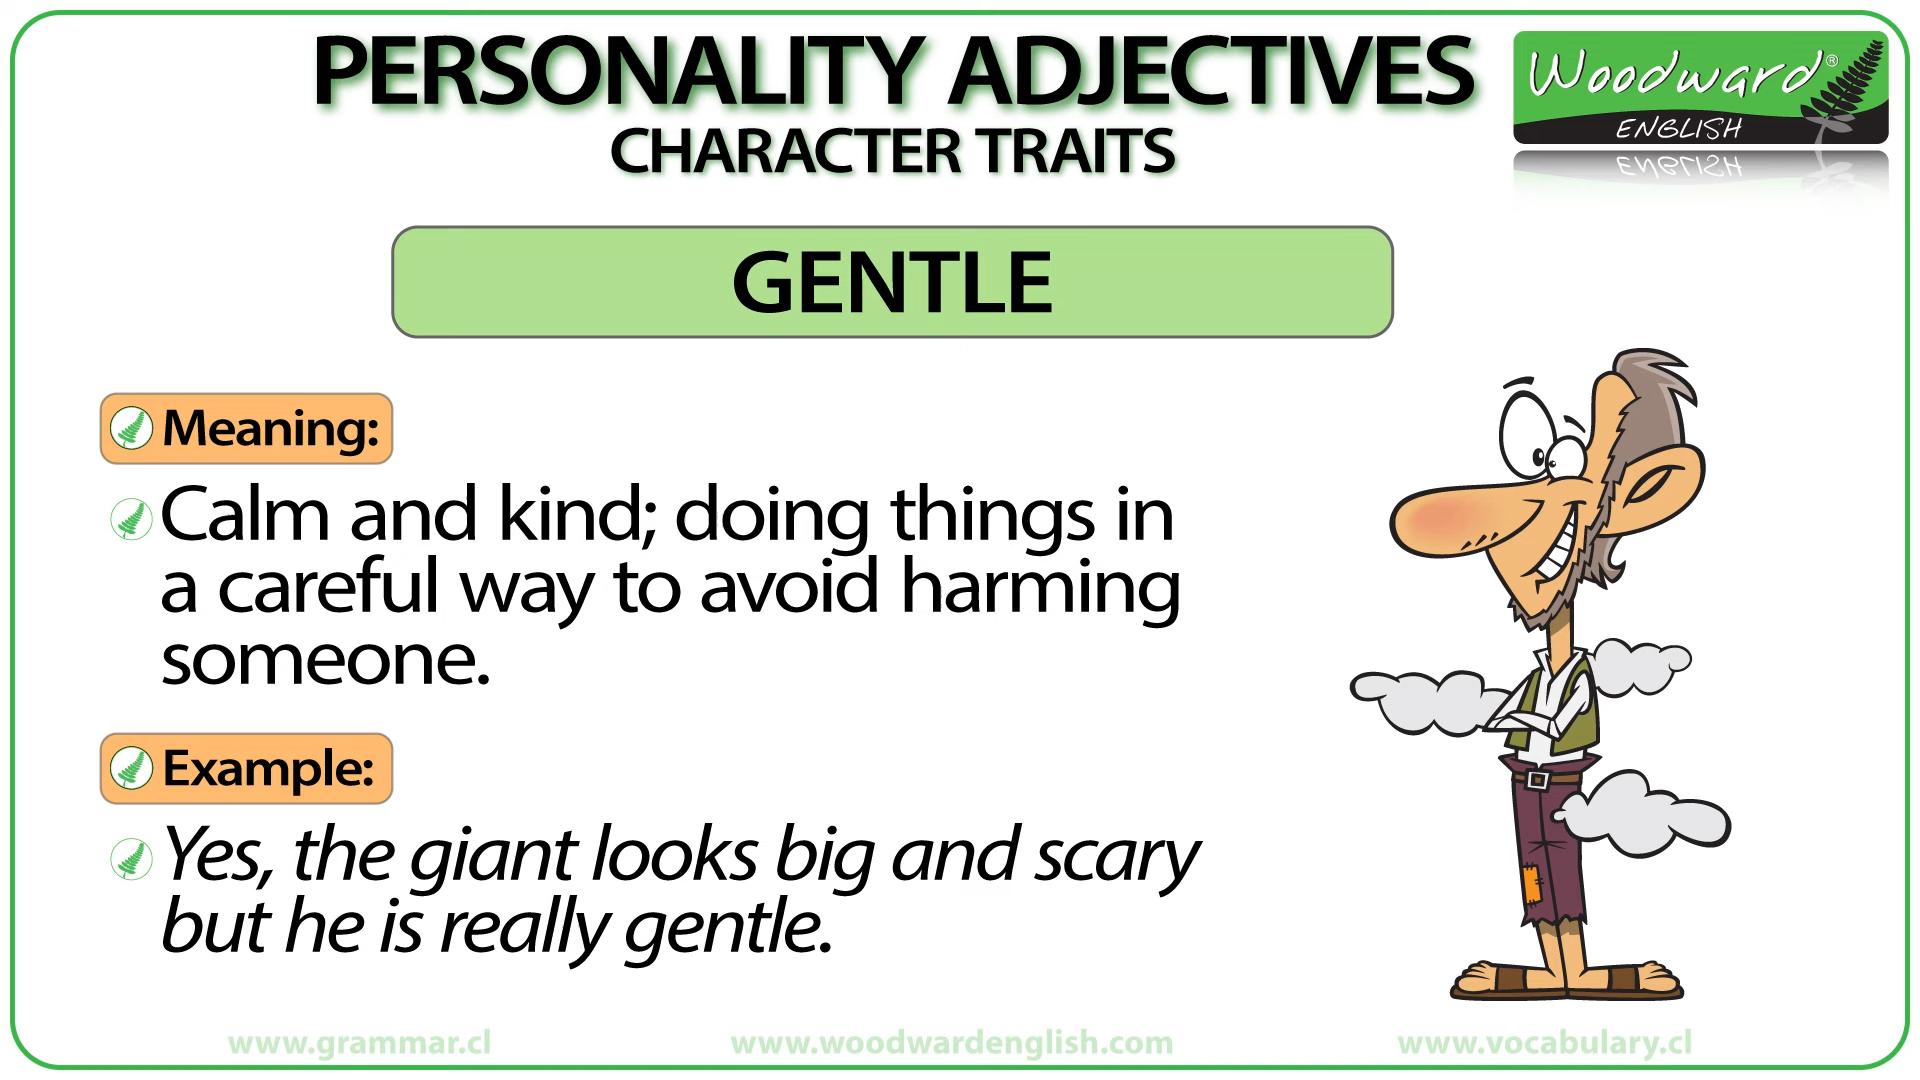 PERSONALITY ADJECTIVES
CHARACTER TRAITS
Woodward®
ENGLISH
GENTLE
Meaning:
Calm and kind; doing things in
a careful way to avoid harming
someone.
Example:
Yes, the giant looks big and scary
but he is really gentle.
www.grammar.cl
www.woodwardenglish.com
www.vocabulary.cl